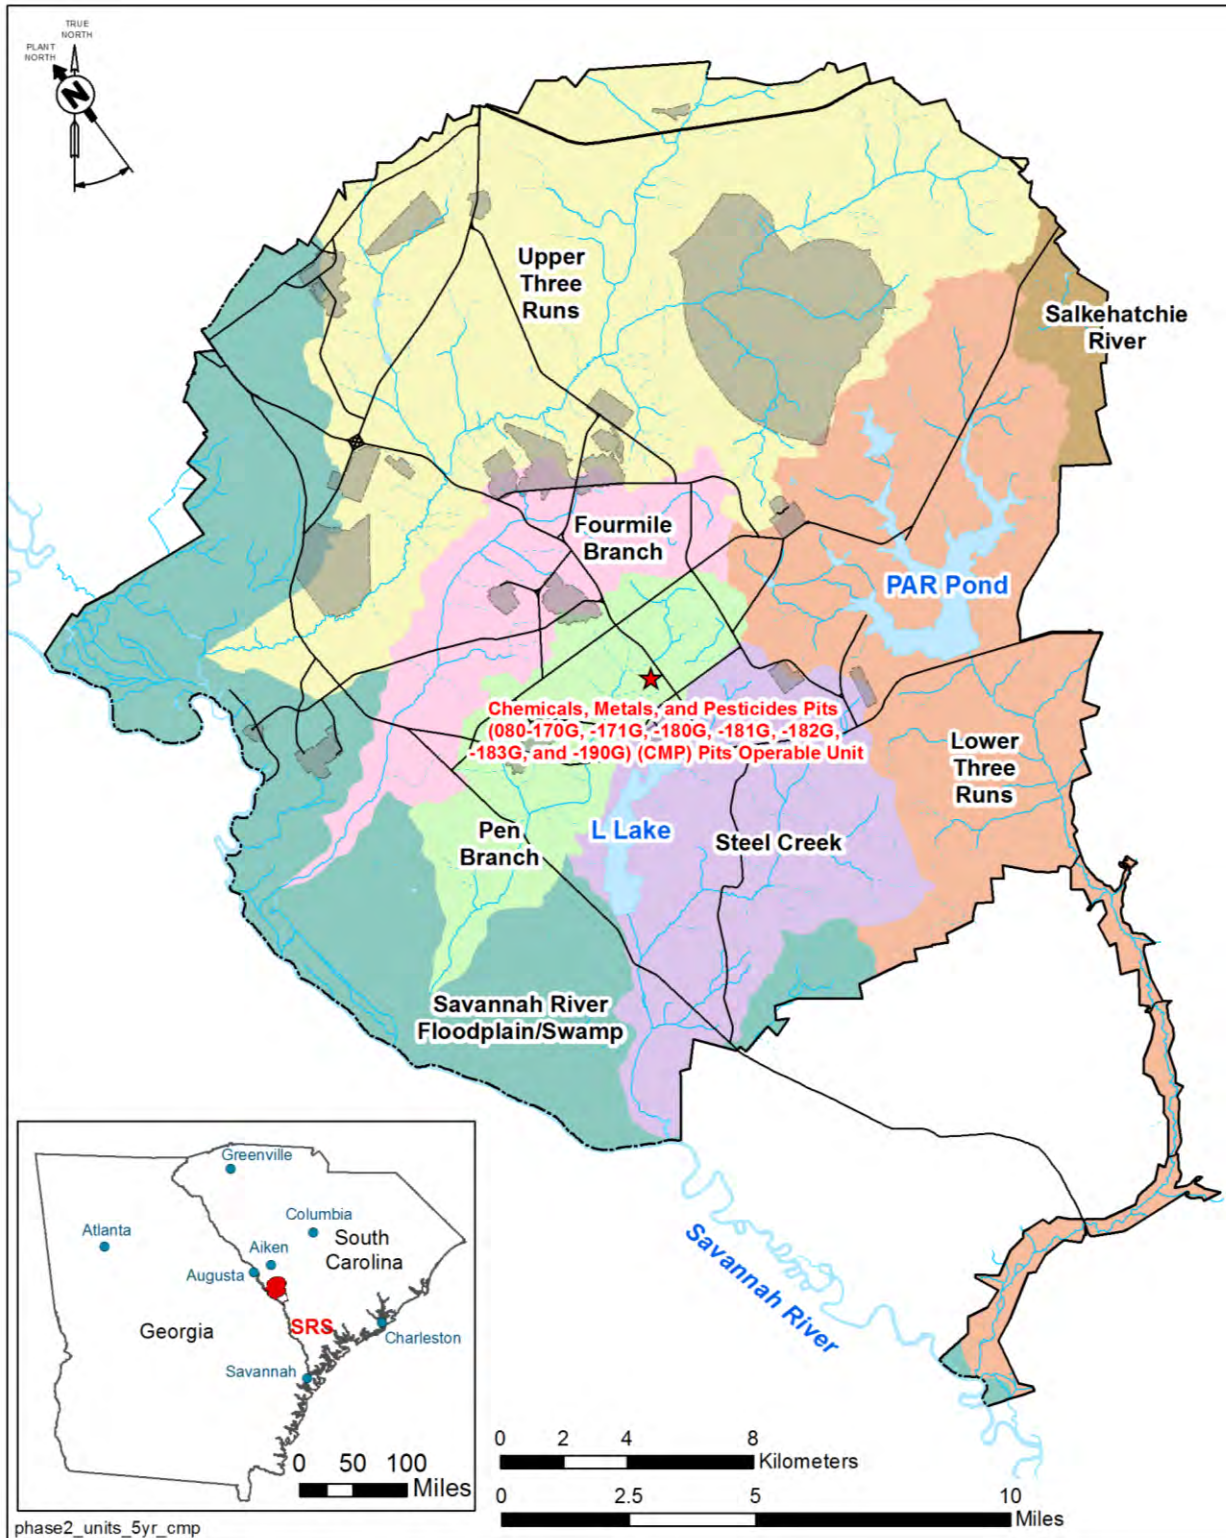 TRUE
NORTH
PLANT
NORTH
N
Upper
Three
Runs
Salkehatchie
River
Fourmile
Branch
PAR Pond
Chemicals, Metals, and Pesticides Pits
(080-170G, -171G, -180G, -181G, -182G,
-183G, and -190G) (CMP) Pits Operable Unit
Lower
Three
Runs
L Lake
Pen
Branch
Steel Creek
Savannah River
Floodplain/Swamp
Savannah River
Greenville
Columbia
Atlanta
South
Carolina
Aiken
Augusta
Georgia
SRS
Charleston
Savannah
0 50 100
Miles
0 2 4 8
Kilometers
0 2.5 5 10
Miles
phase2_units_5yr_cmp